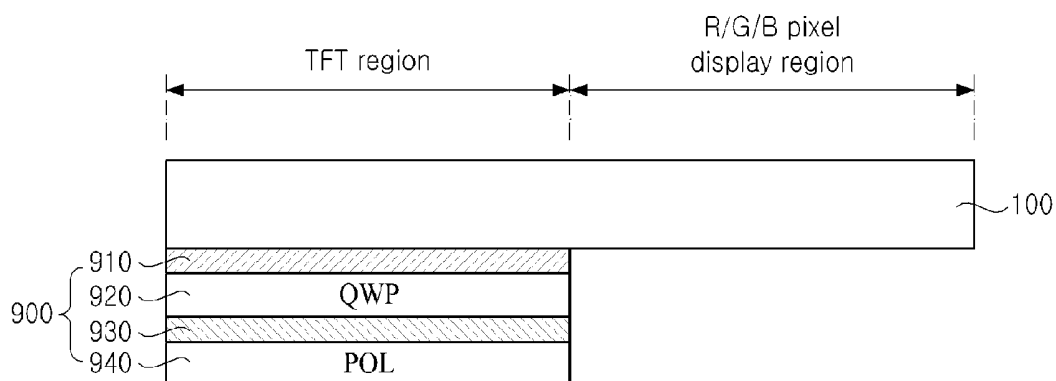 TFT region
R/G/B pixel
display region
100
900
910
920
QWP
930
940
POL